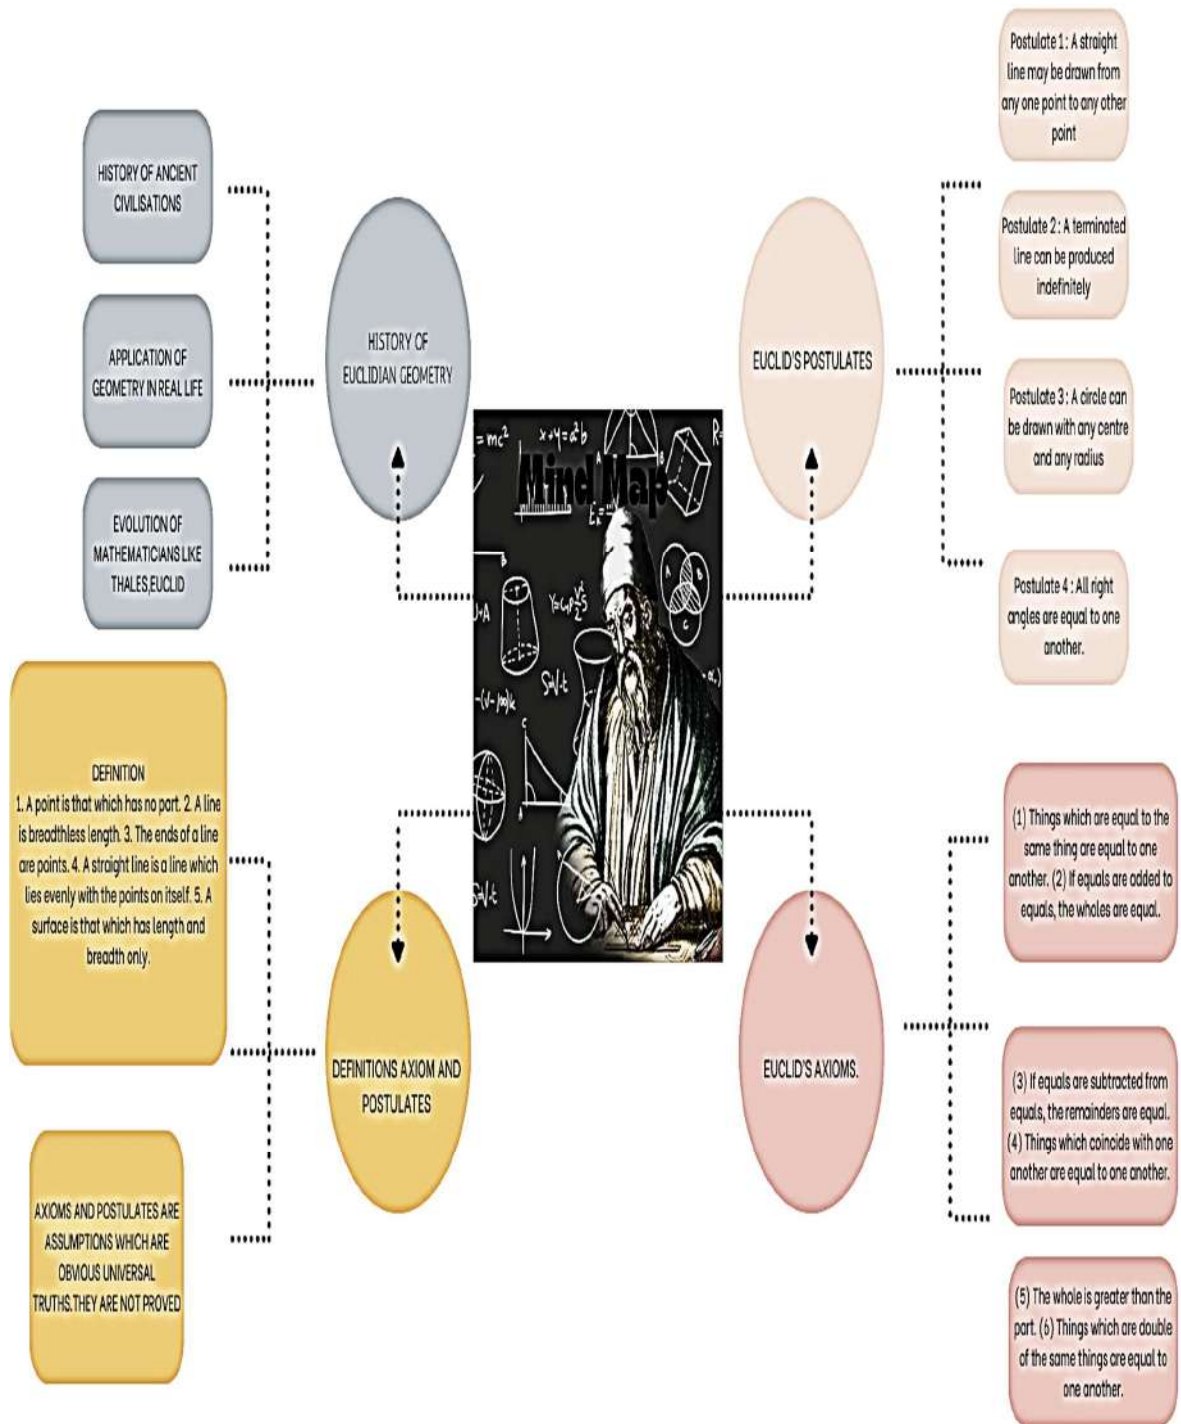 HISTORY OF ANCIENT
CIVILISATIONS
APPLICATION OF
GEOMETRY IN REAL LIFE
EVOLUTION OF
MATHEMATICIANS LIKE
THALES,EUCLID
HISTORY OF
EUCLIDIAN GEOMETRY
EUCLID'S POSTULATES
Postulate 1 : A straight
line may be drawn from
any one point to any other
point
Postulate 2 : A terminated
line can be produced
indefinitely
Postulate 3 : A circle can
be drawn with any centre
and any radius
Postulate 4 : All right
angles are equal to one
another.
= mc²
x+y=a²b
A
B
R=
Mind Map
B
A B
C
S=V·t
C
S=V·t
DEFINITION
1. A point is that which has no part. 2. A line
is breadthless length. 3. The ends of a line
are points. 4. A straight line is a line which
lies evenly with the points on itself. 5. A
surface is that which has length and
breadth only.
AXIOMS AND POSTULATES ARE
ASSUMPTIONS WHICH ARE
OBVIOUS UNIVERSAL
TRUTHS.THEY ARE NOT PROVED
DEFINITIONS AXIOM AND
POSTULATES
EUCLID'S AXIOMS.
(1) Things which are equal to the
same thing are equal to one
another. (2) If equals are added to
equals, the wholes are equal.
(3) If equals are subtracted from
equals, the remainders are equal.
(4) Things which coincide with one
another are equal to one another.
(5) The whole is greater than the
part. (6) Things which are double
of the same things are equal to
one another.